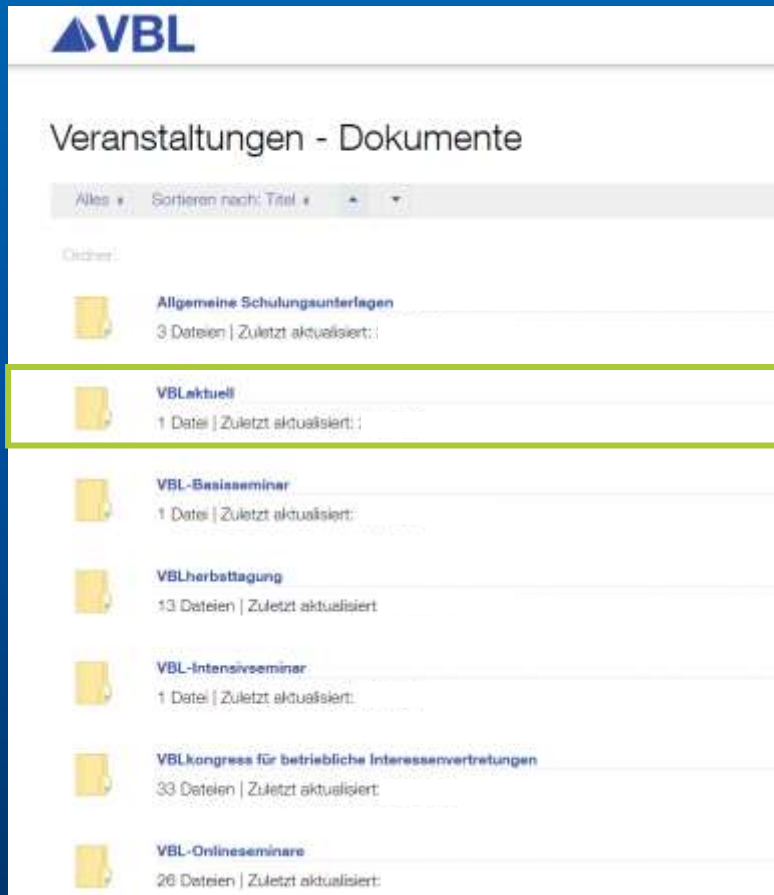 VBL
Veranstaltungen - Dokumente
Alles Sortieren nach: Titel
Ordner:
Allgemeine Schulungsunterlagen
3 Dateien | Zuletzt aktualisiert:
VBLaktuell
1 Datei | Zuletzt aktualisiert:
VBL-Basisseminar
1 Datei | Zuletzt aktualisiert:
VBLherbsttagung
13 Dateien | Zuletzt aktualisiert
VBL-Intensivseminar
1 Datei | Zuletzt aktualisiert:
VBLkongress für betriebliche Interessenvertretungen
33 Dateien | Zuletzt aktualisiert:
VBL-Onlineseminare
26 Dateien | Zuletzt aktualisiert: